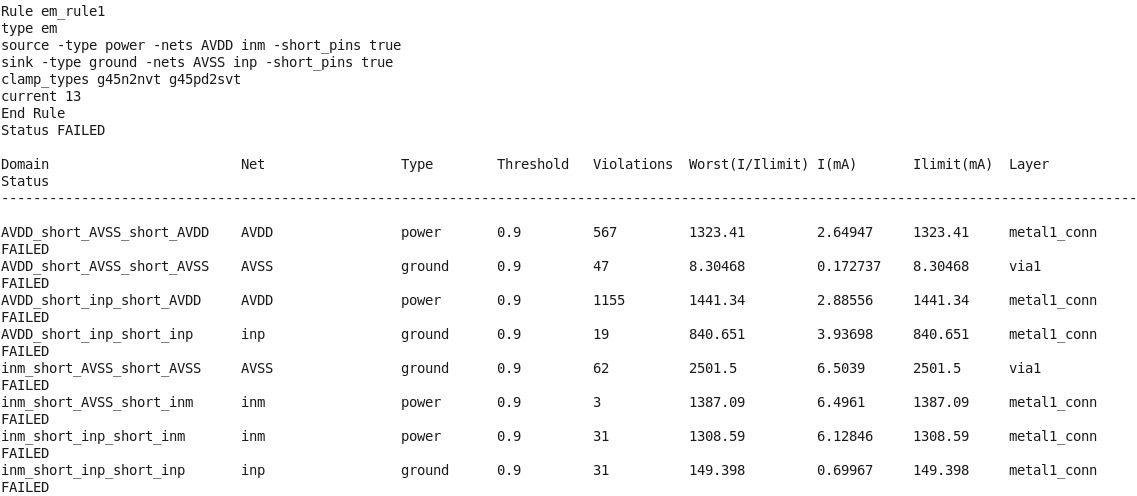 Rule em_rule1
type em
source -type power -nets AVDD inm -short_pins true
sink -type ground -nets AVSS inp -short_pins true
clamp_types g45n2nvt g45pd2svt
current 13
End Rule
Status FAILED
Domain Net Type Threshold Violations Worst(I/Ilimit) I(mA) Ilimit(mA) Layer
Status
----------------------------------------------------------------------------------------------------------------------------------------------
AVDD_short_AVSS_short_AVDD AVDD power 0.9 567 1323.41 2.64947 1323.41 metal1_conn
FAILED
AVDD_short_AVSS_short_AVSS AVSS ground 0.9 47 8.30468 0.172737 8.30468 via1
FAILED
AVDD_short_inp_short_AVDD AVDD power 0.9 1155 1441.34 2.88556 1441.34 metal1_conn
FAILED
AVDD_short_inp_short_inp inp ground 0.9 19 840.651 3.93698 840.651 metal1_conn
FAILED
inm_short_AVSS_short_AVSS AVSS ground 0.9 62 2501.5 6.5039 2501.5 via1
FAILED
inm_short_AVSS_short_inm inm power 0.9 3 1387.09 6.4961 1387.09 metal1_conn
FAILED
inm_short_inp_short_inm inm power 0.9 31 1308.59 6.12846 1308.59 metal1_conn
FAILED
inm_short_inp_short_inp inp ground 0.9 31 149.398 0.69967 149.398 metal1_conn
FAILED